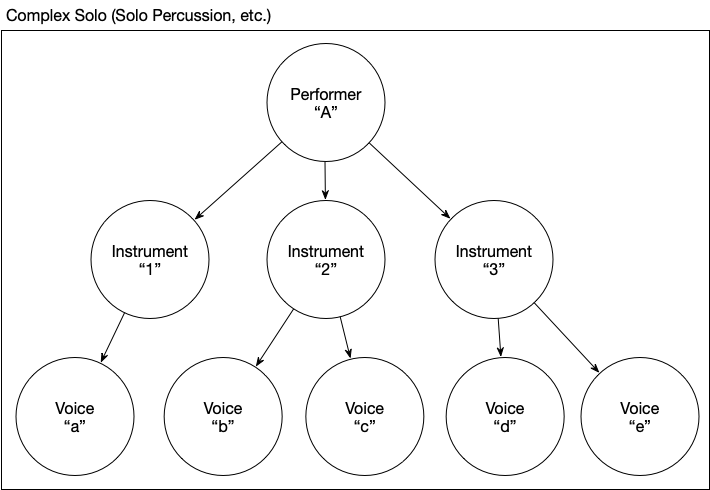 Complex Solo (Solo Percussion, etc.)
Performer
“A”
Instrument
“1”
Instrument
“2”
Instrument
“3”
Voice
“a”
Voice
“b”
Voice
“c”
Voice
“d”
Voice
“e”